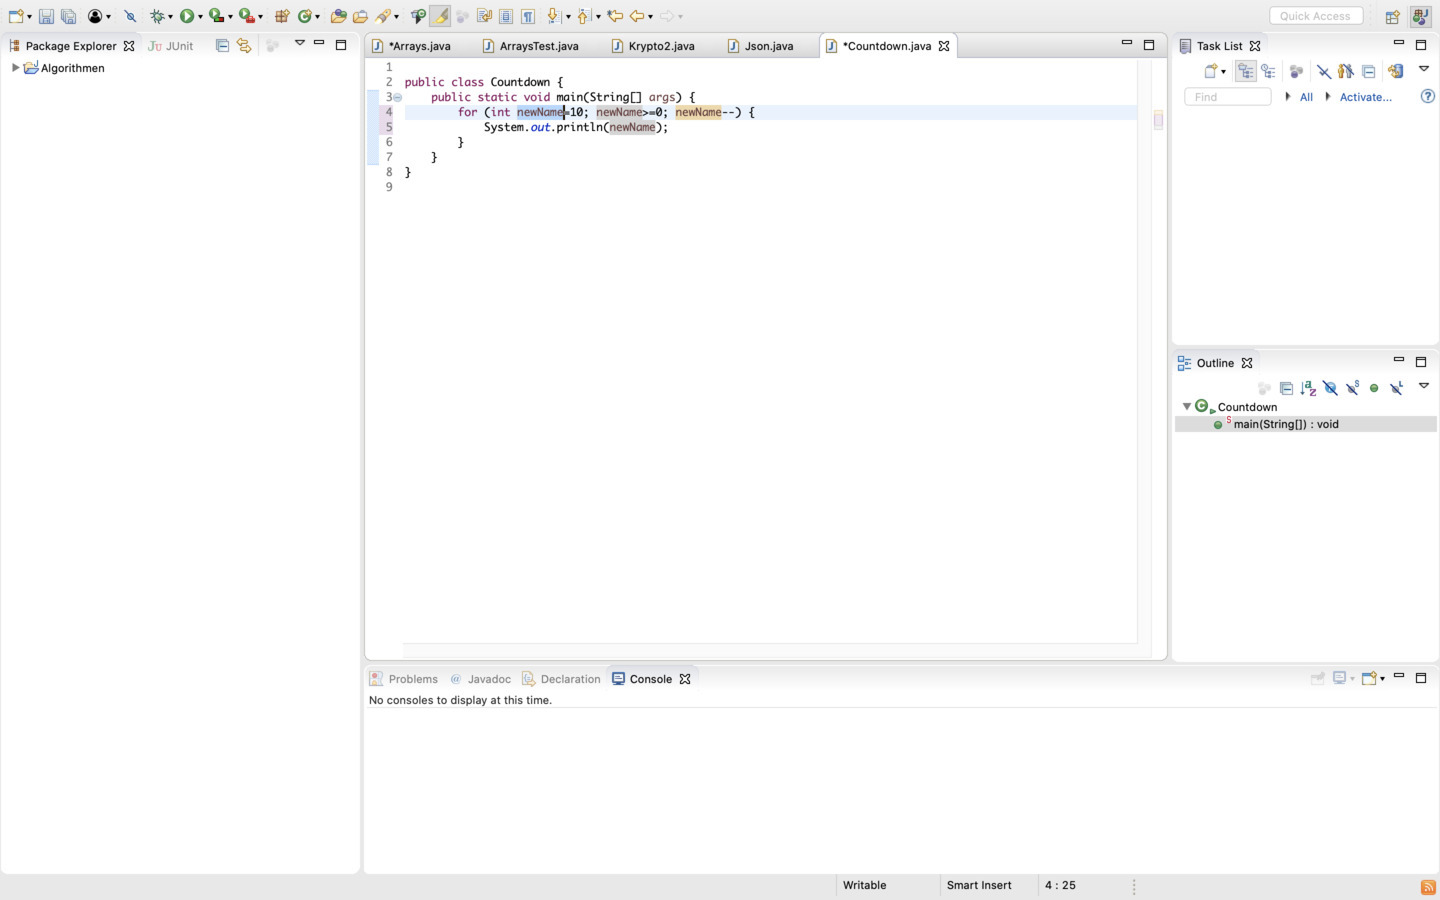 Quick Access
Package Explorer
JUnit
Algorithmen
*Arrays.java
ArraysTest.java
Krypto2.java
Json.java
*Countdown.java
1
2 public class Countdown {
3 public static void main(String[] args) {
4 for (int newName=10; newName>=0; newName--) {
5 System.out.println(newName);
6 }
7 }
8 }
9
Task List
Find
All
Activate...
Outline
Countdown
main(String[]) : void
Problems
@ Javadoc
Declaration
Console
No consoles to display at this time.
Writable
Smart Insert
4 : 25